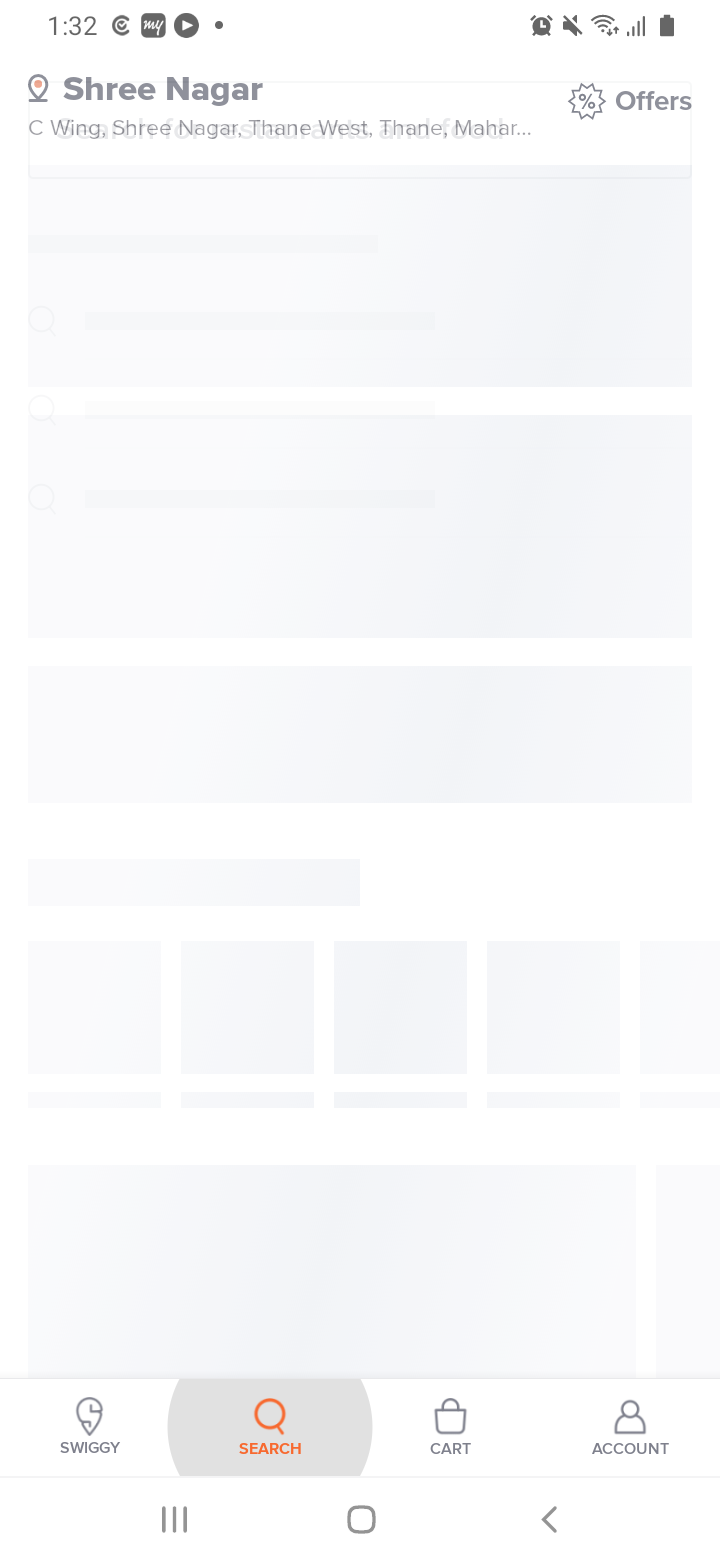 1:32
my
Shree Nagar
Offers
C Wing, Shree Nagar, Thane West, Thane, Mahar...
Search for restaurants and food
SWIGGY
SEARCH
CART
ACCOUNT